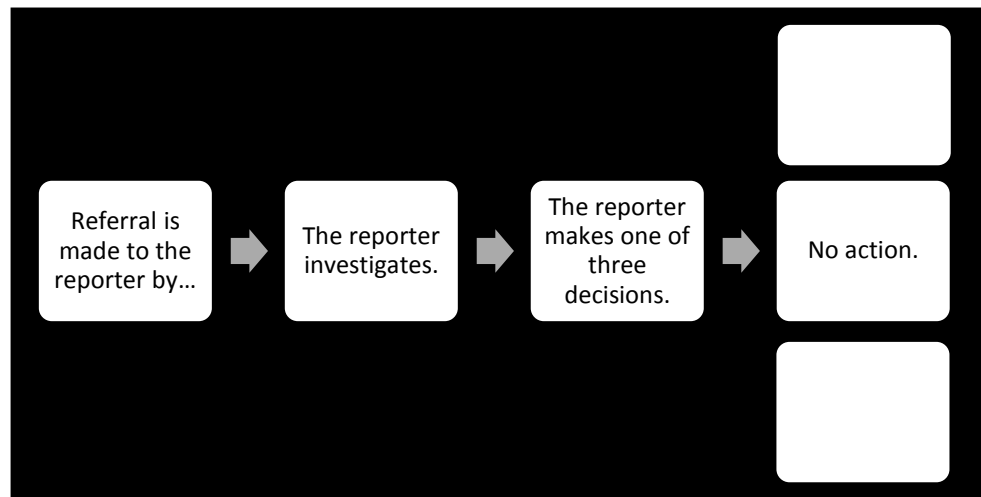 Referral is
made to the
reporter by…
The reporter
investigates.
The reporter
makes one of
three
decisions.
No action.